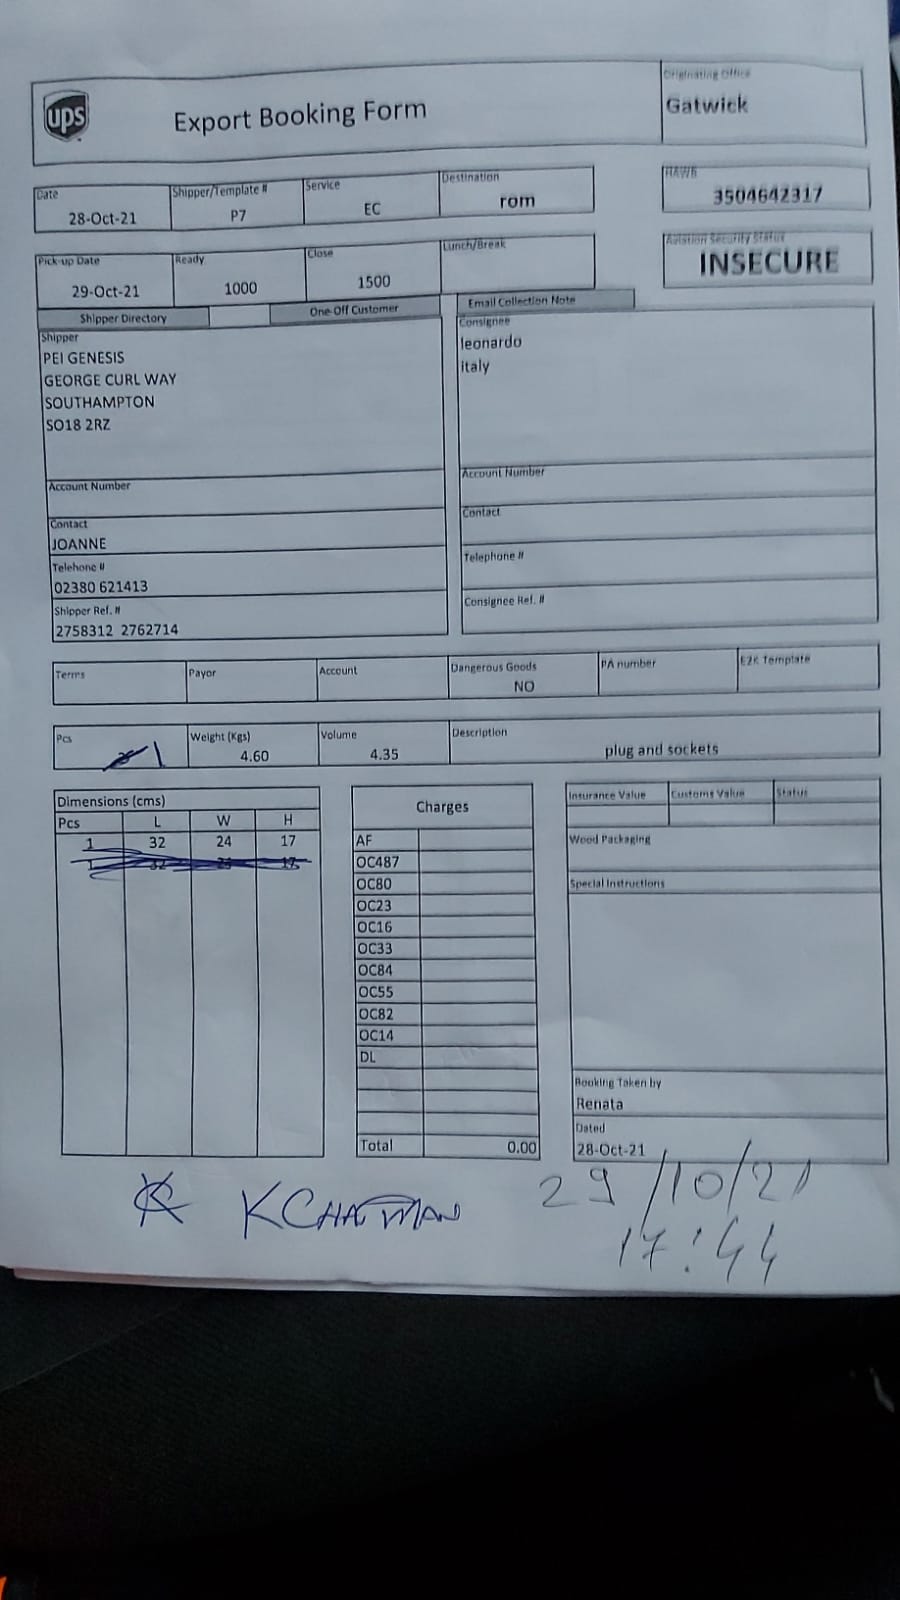 ups
Export Booking Form
Originating Office
Gatwick
Date
28-Oct-21
Shipper/Template #
P7
Service
EC
Destination
rom
HAWB
3504642317
Pick-up Date
29-Oct-21
Ready
1000
Close
1500
Lunch/Break
Aviation Security Status
INSECURE
Shipper Directory
One-Off Customer
Email Collection Note
Shipper
PEI GENESIS
GEORGE CURL WAY
SOUTHAMPTON
SO18 2RZ
Account Number
Contact
JOANNE
Telehone #
02380 621413
Shipper Ref. #
2758312 2762714
Consignee
leonardo
italy
Account Number
Contact
Telephone #
Consignee Ref. #
Terms
Payor
Account
Dangerous Goods
NO
PA number
E2K Template
Pcs
1
Weight (Kgs)
4.60
Volume
4.35
Description
plug and sockets
Dimensions (cms)
Pcs L W H
1 32 24 17
Charges
AF
OC487
OC80
OC23
OC16
OC33
OC84
OC55
OC82
OC14
DL
Total 0.00
Insurance Value
Customs Value
Status
Wood Packaging
Special Instructions
Booking Taken by
Renata
Dated
28-Oct-21
K CHATMAN
29/10/21
17:44